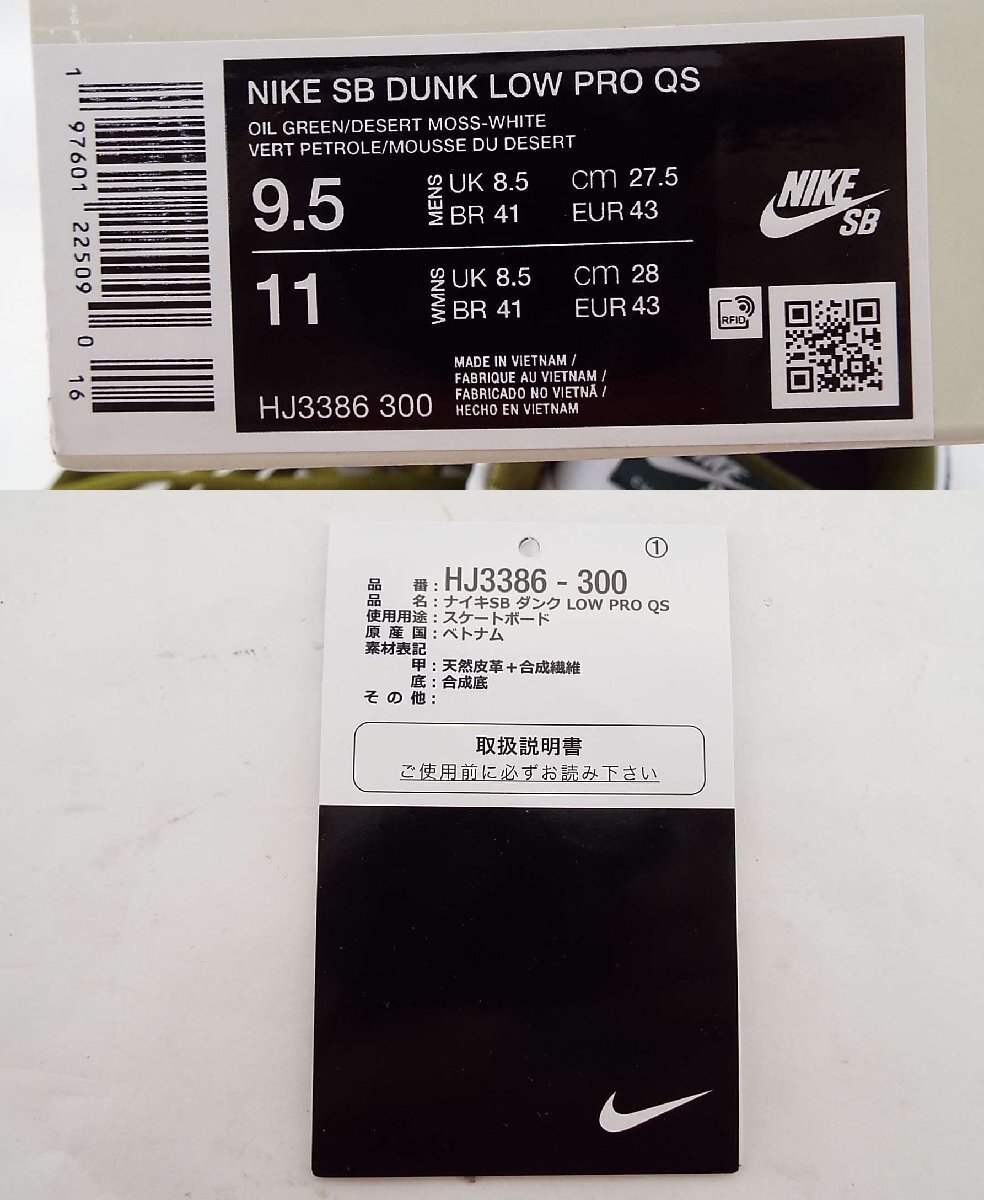 1 97601 22509 0 16
NIKE SB DUNK LOW PRO QS
OIL GREEN/DESERT MOSS-WHITE
VERT PETROLE/MOUSSE DU DESERT
9.5 MENS UK 8.5 cm 27.5
BR 41 EUR 43
11 WMNS UK 8.5 cm 28
BR 41 EUR 43
HJ3386 300
MADE IN VIETNAM /
FABRIQUE AU VIETNAM /
FABRICADO NO VIETNÃ /
HECHO EN VIETNAM
NIKE
SB
RFID
NIKE
①
品 番：HJ3386 - 300
品 名：ナイキSB ダンク LOW PRO QS
使用用途：スケートボード
原 産 国：ベトナム
素材表記
甲：天然皮革＋合成繊維
底：合成底
そ の 他：
取扱説明書
ご使用前に必ずお読み下さい